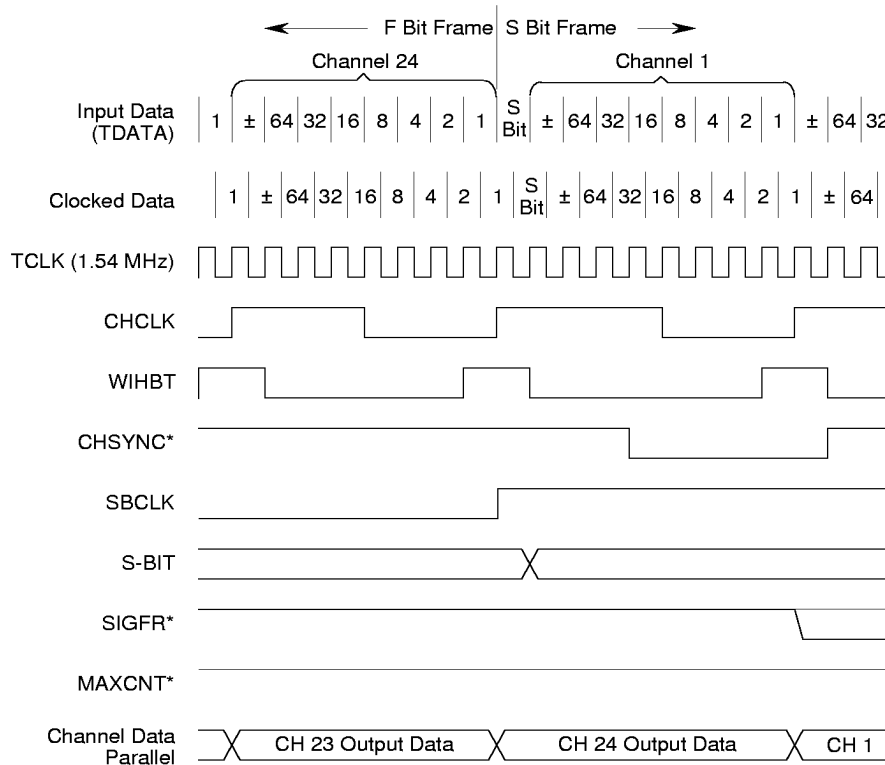 F Bit Frame S Bit Frame
Channel 24 Channel 1
Input Data (TDATA) 1 ± 64 32 16 8 4 2 1 S Bit ± 64 32 16 8 4 2 1 ± 64 32
Clocked Data 1 ± 64 32 16 8 4 2 1 S Bit ± 64 32 16 8 4 2 1 ± 64
TCLK (1.54 MHz)
CHCLK
WIHBT
CHSYNC*
SBCLK
S-BIT
SIGFR*
MAXCNT*
Channel Data Parallel CH 23 Output Data CH 24 Output Data CH 1